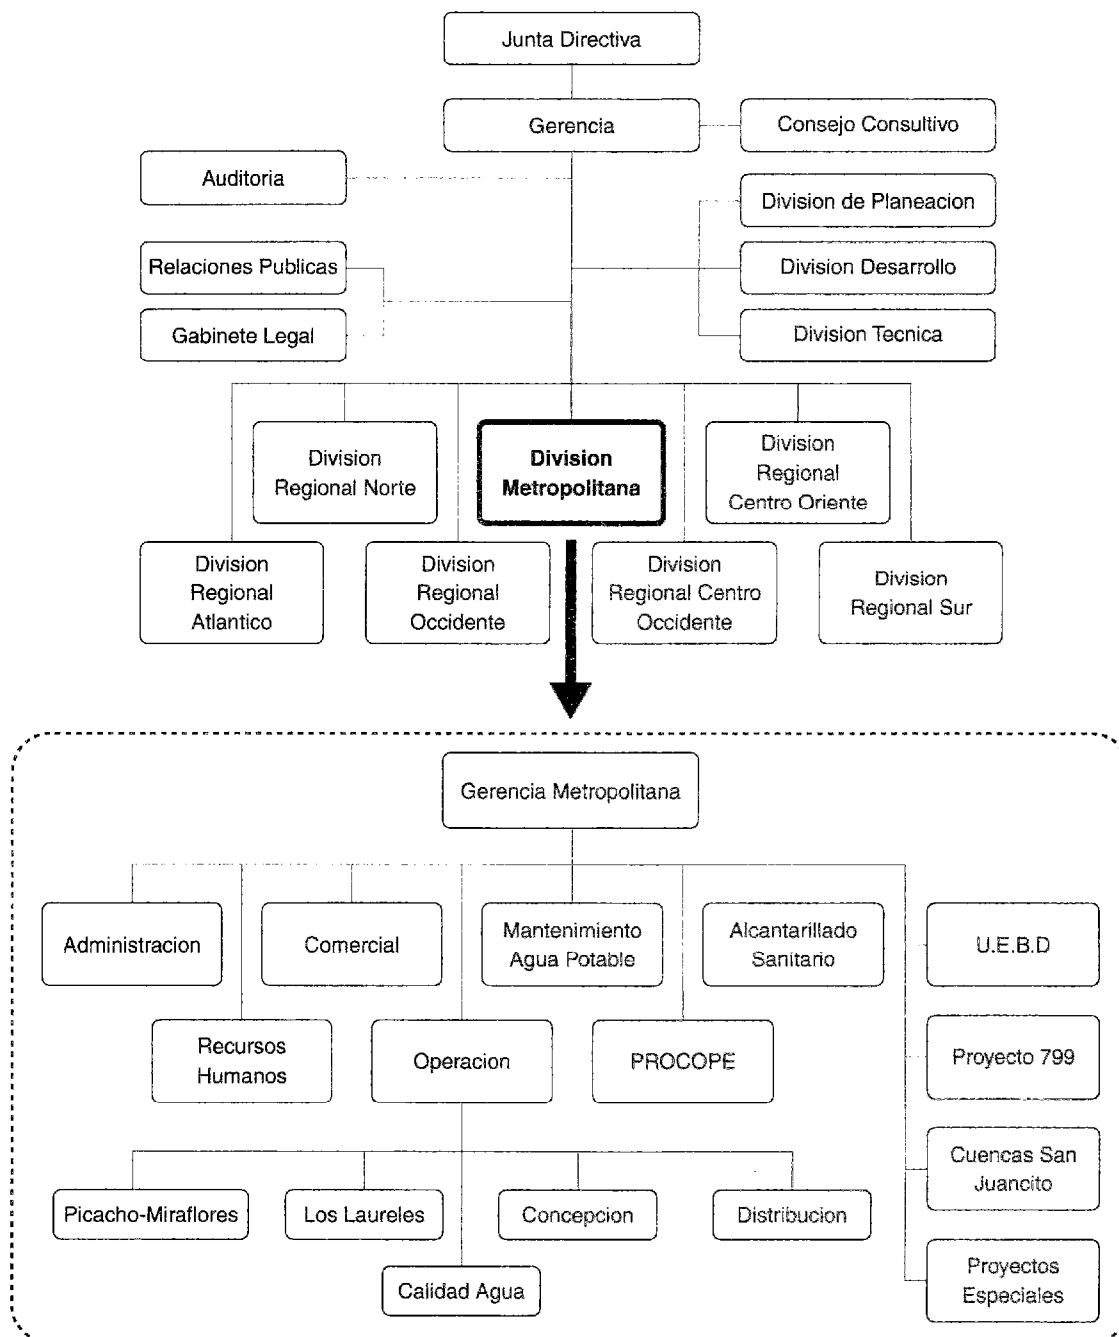 Junta Directiva
Gerencia
Consejo Consultivo
Auditoria
Division de Planeacion
Relaciones Publicas
Division Desarrollo
Gabinete Legal
Division Tecnica
Division
Regional Norte
Division
Metropolitana
Division
Regional
Centro Oriente
Division
Regional
Atlantico
Division
Regional
Occidente
Division
Regional Centro
Occidente
Division
Regional Sur
Gerencia Metropolitana
Administracion
Comercial
Mantenimiento
Agua Potable
Alcantarillado
Sanitario
U.E.B.D
Recursos
Humanos
Operacion
PROCOPE
Proyecto 799
Cuencas San
Juancito
Picacho-Miraflores
Los Laureles
Concepcion
Distribucion
Calidad Agua
Proyectos
Especiales